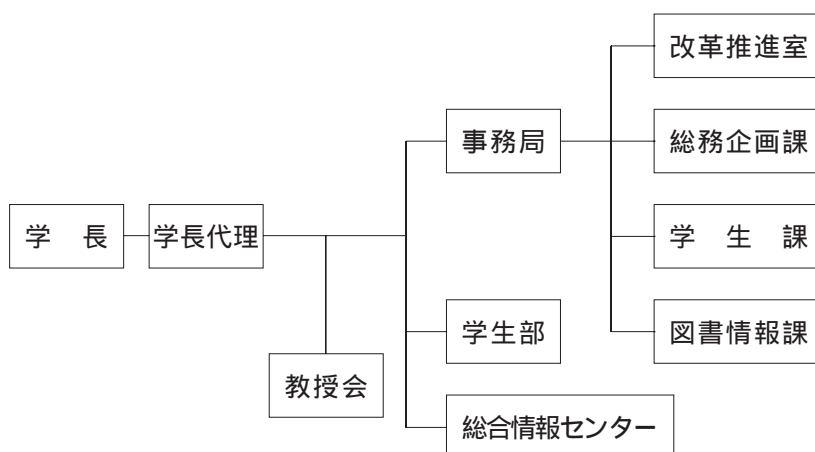 改革推進室
事務局
総務企画課
学　長
学長代理
学　生　課
学生部
図書情報課
教授会
総合情報センター